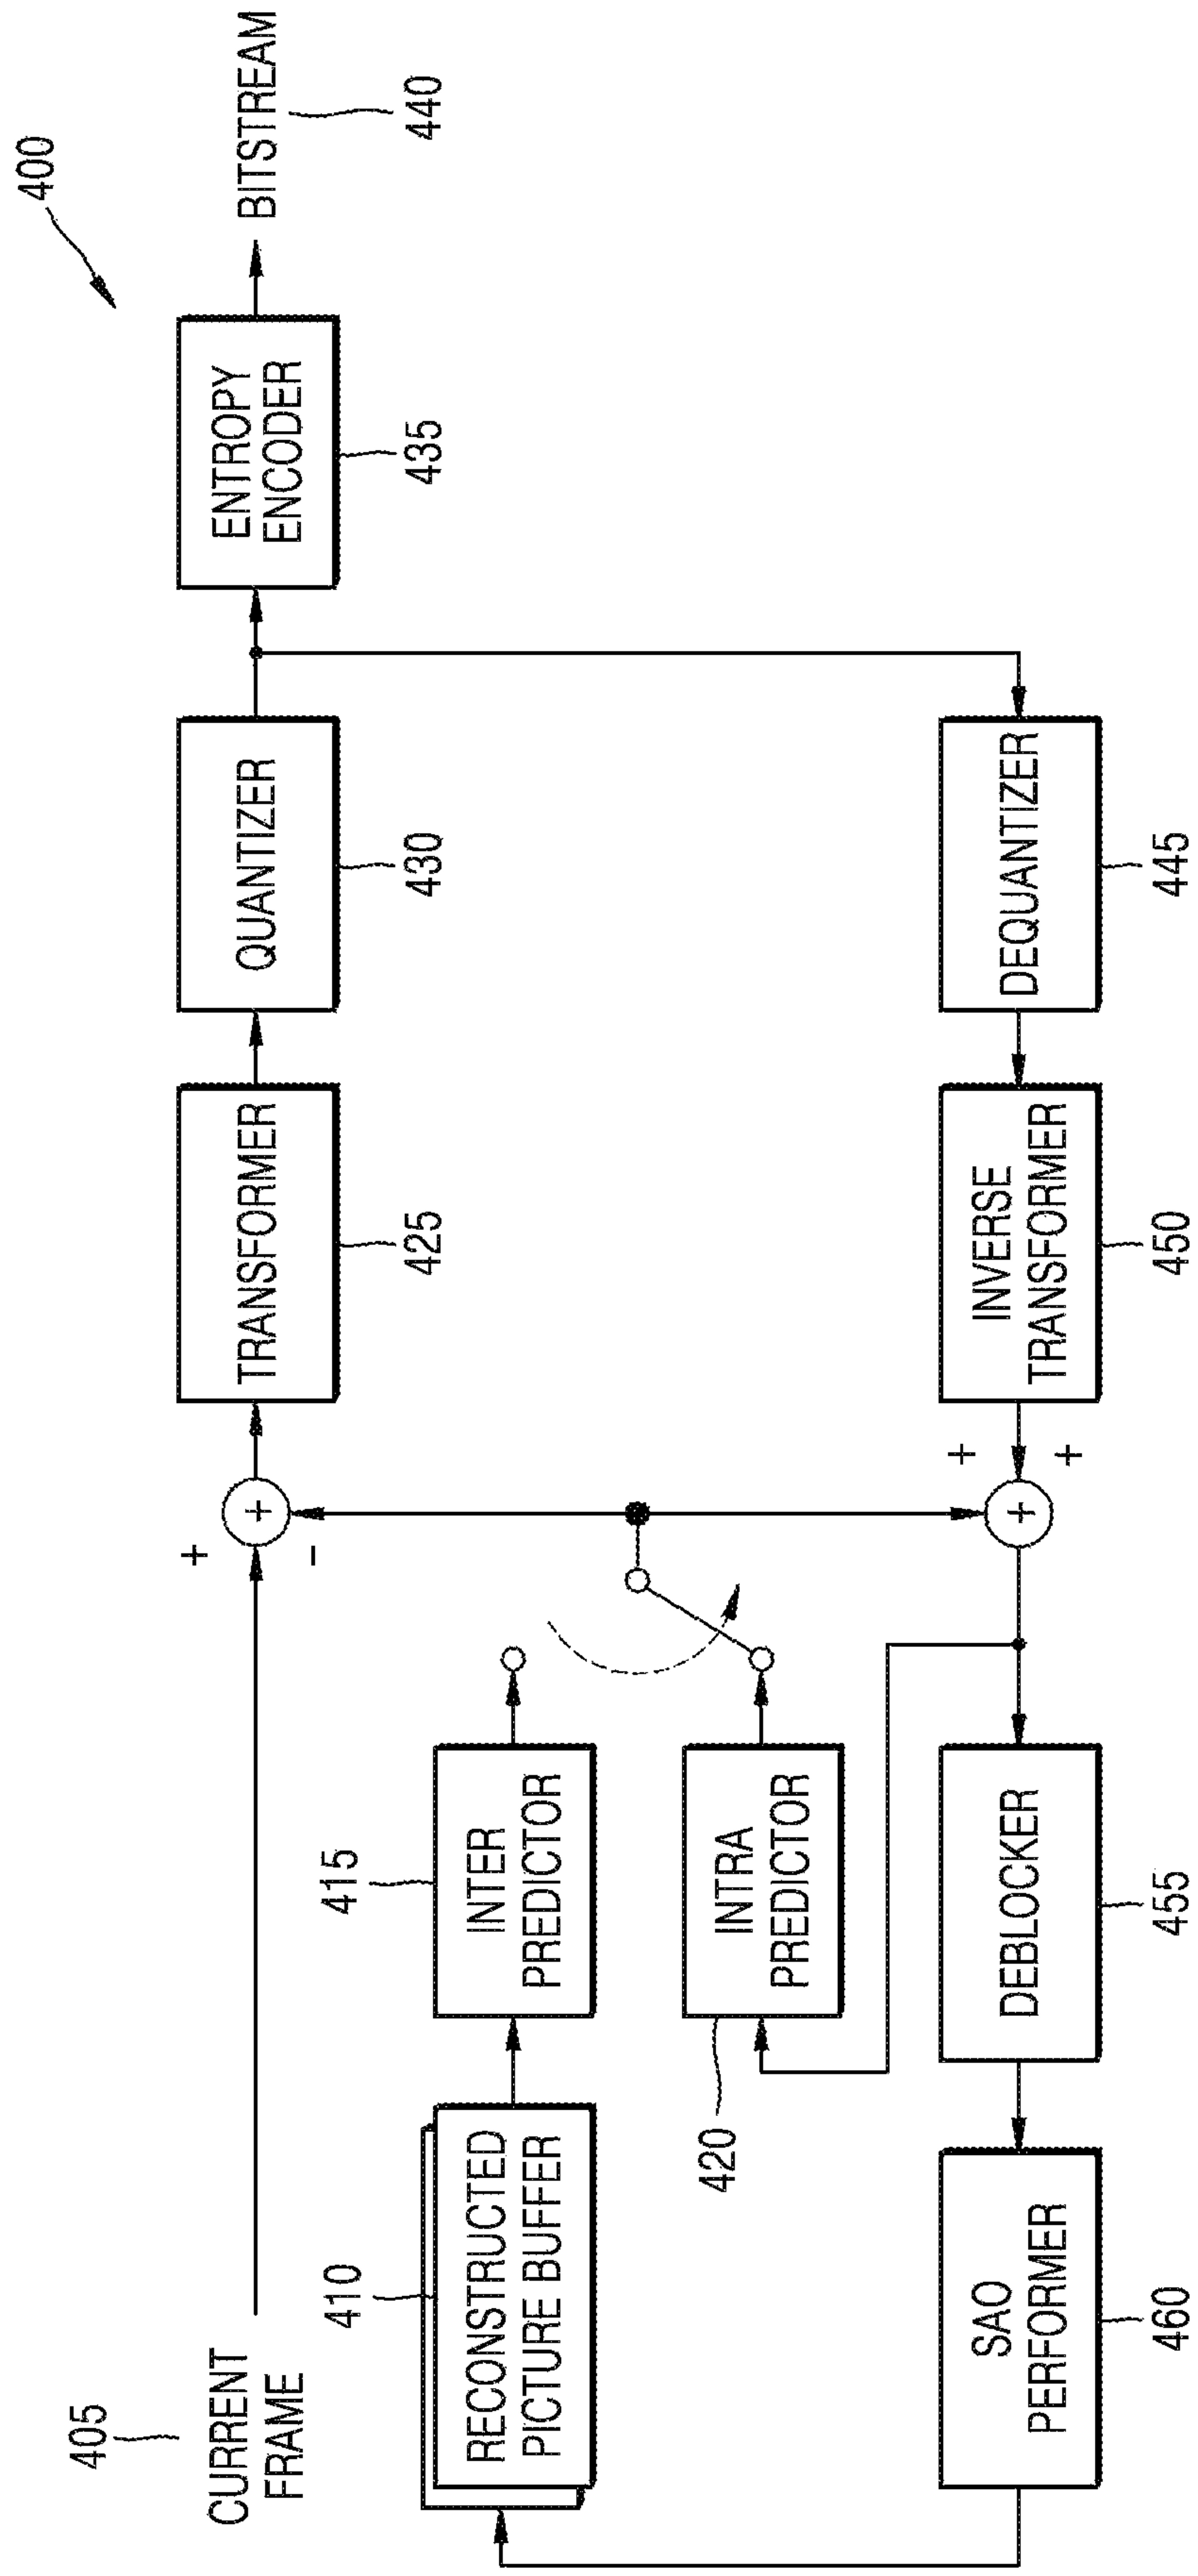 400
405
CURRENT
FRAME
+
−
+
TRANSFORMER
425
QUANTIZER
430
ENTROPY
ENCODER
435
BITSTREAM
440
410
RECONSTRUCTED
PICTURE BUFFER
415
INTER
PREDICTOR
420
INTRA
PREDICTOR
SAO
PERFORMER
460
DEBLOCKER
455
+
+
+
INVERSE
TRANSFORMER
450
DEQUANTIZER
445